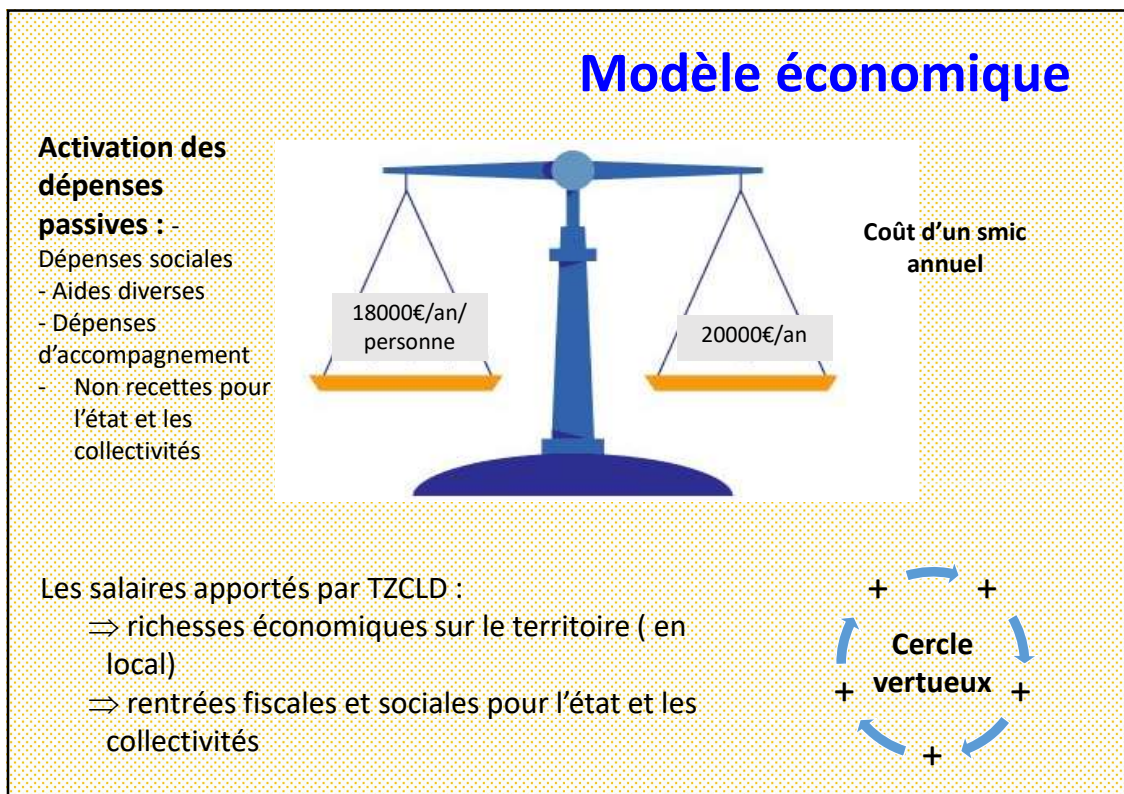 Modèle économique
Activation des
dépenses
passives : -
Dépenses sociales
- Aides diverses
- Dépenses
d'accompagnement
- Non recettes pour
l'état et les
collectivités
18000€/an/
personne
20000€/an
Coût d'un smic
annuel
Les salaires apportés par TZCLD :
⇒ richesses économiques sur le territoire ( en
local)
⇒ rentrées fiscales et sociales pour l'état et les
collectivités
+ +
Cercle
vertueux
+ +
+